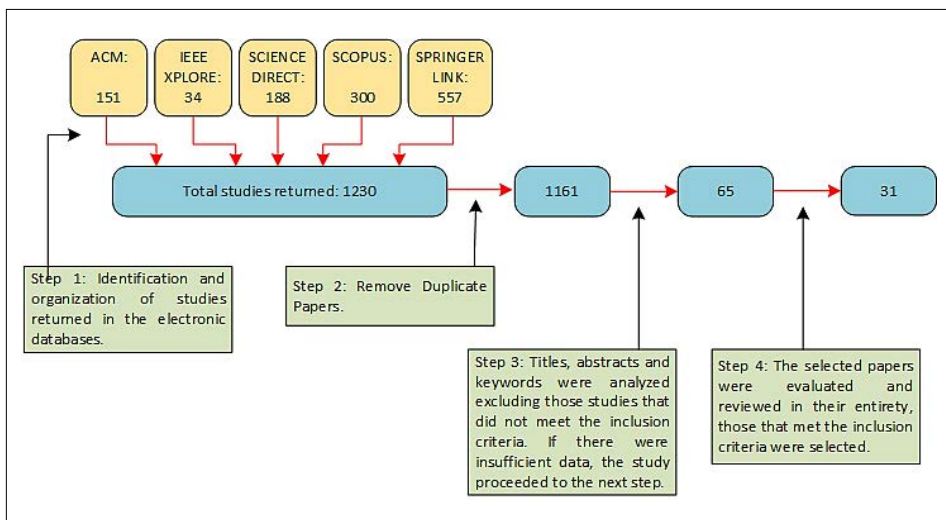 ACM:
151
IEEE
XPLORE:
34
SCIENCE
DIRECT:
188
SCOPUS:
300
SPRINGER
LINK:
557
Total studies returned: 1230
1161
65
31
Step 1: Identification and
organization of studies
returned in the electronic
databases.
Step 2: Remove Duplicate
Papers.
Step 3: Titles, abstracts and
keywords were analyzed
excluding those studies that
did not meet the inclusion
criteria. If there were
insufficient data, the study
proceeded to the next step.
Step 4: The selected papers
were evaluated and
reviewed in their entirety,
those that met the inclusion
criteria were selected.